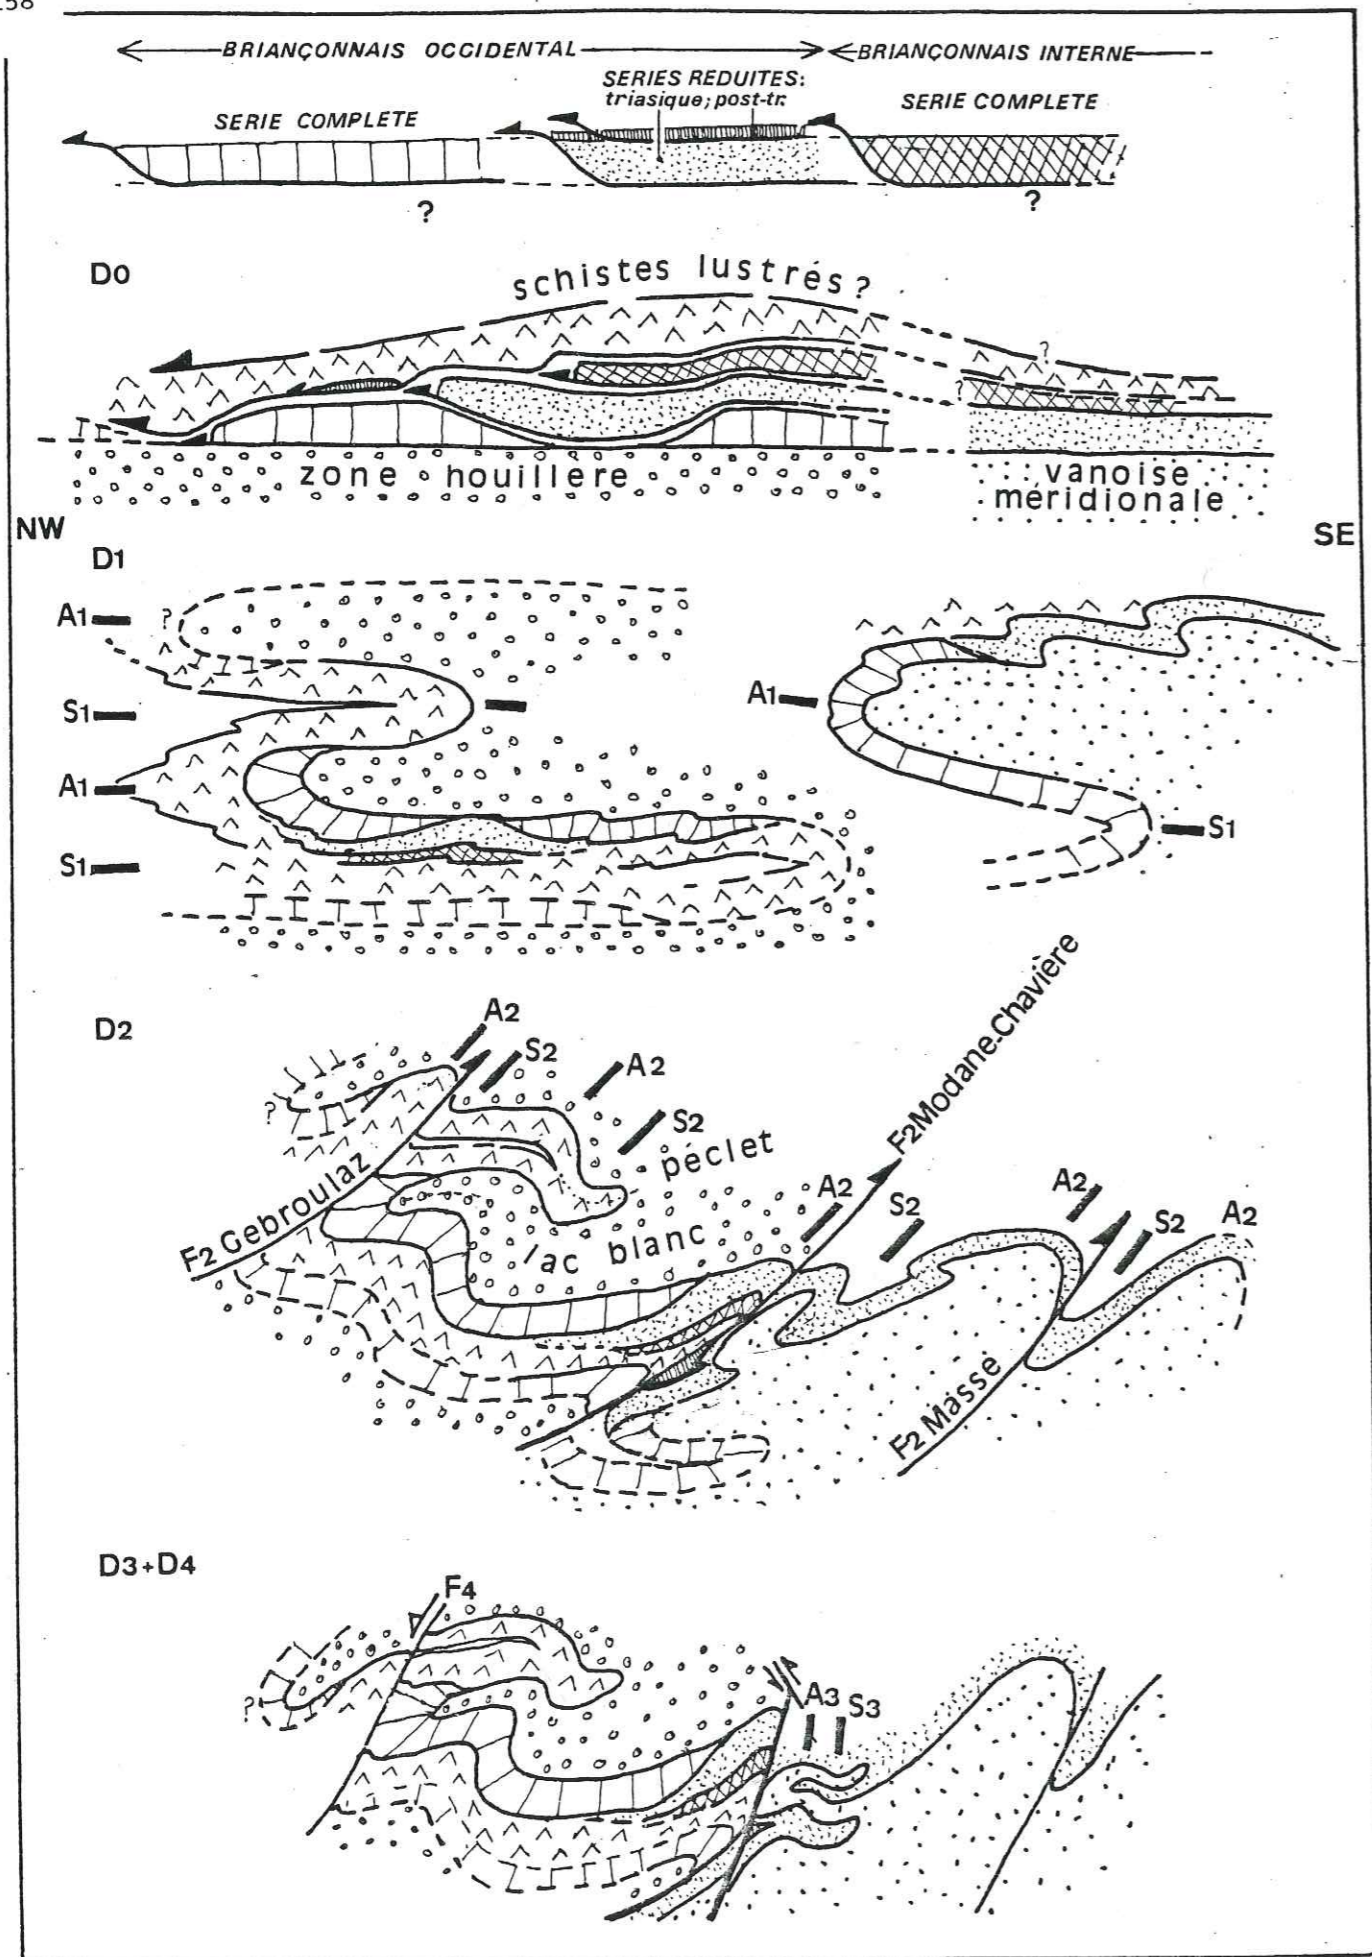 158
BRIANÇONNAIS OCCIDENTAL
BRIANÇONNAIS INTERNE
SERIES REDUITES:
triasique; post-tr.
SERIE COMPLETE
SERIE COMPLETE
?
?
D0
schistes lustrés?
?
?
zone houillere
vanoise
méridionale
NW
SE
D1
A1
?
S1
A1
A1
S1
S1
D2
A2
S2
A2
S2
?
péclet
F2 Gebroulaz
lac blanc
F2 Modane-Chavière
A2
S2
A2
S2
A2
F2 Masse
D3+D4
F4
?
A3
S3